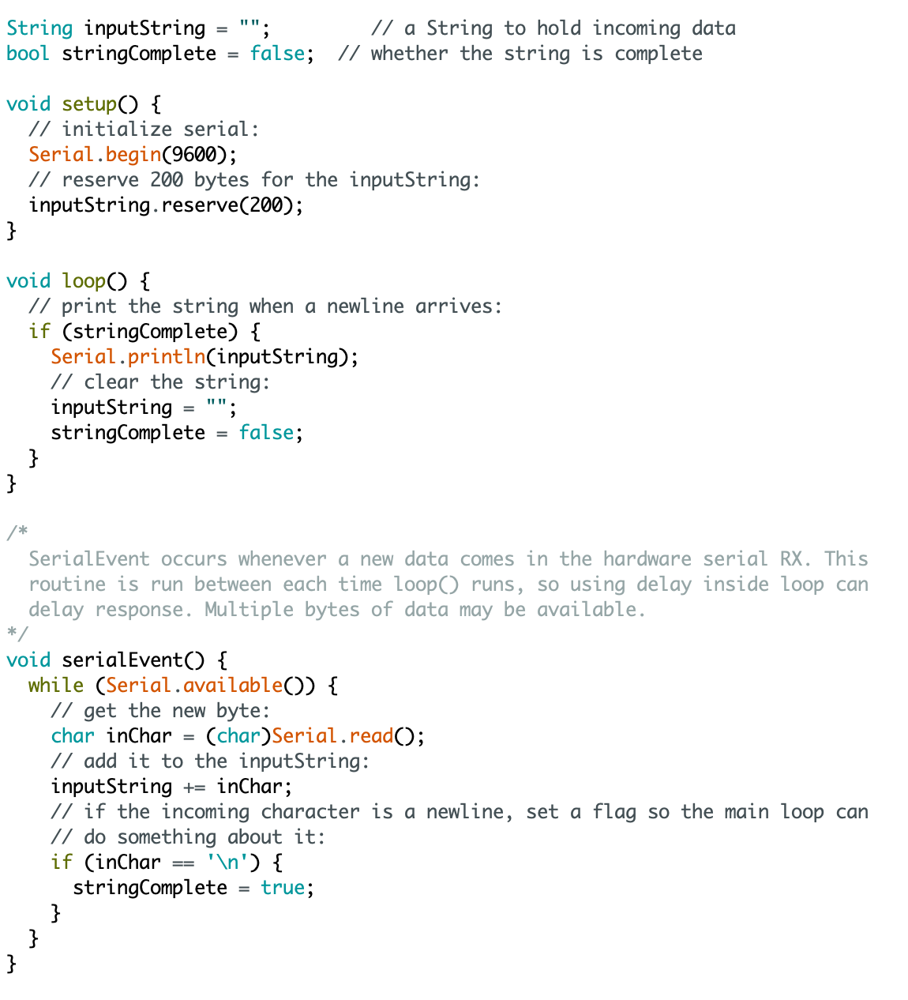 String inputString = "";         // a String to hold incoming data
bool stringComplete = false;  // whether the string is complete

void setup() {
  // initialize serial:
  Serial.begin(9600);
  // reserve 200 bytes for the inputString:
  inputString.reserve(200);
}

void loop() {
  // print the string when a newline arrives:
  if (stringComplete) {
    Serial.println(inputString);
    // clear the string:
    inputString = "";
    stringComplete = false;
  }
}

/*
  SerialEvent occurs whenever a new data comes in the hardware serial RX. This
  routine is run between each time loop() runs, so using delay inside loop can
  delay response. Multiple bytes of data may be available.
*/
void serialEvent() {
  while (Serial.available()) {
    // get the new byte:
    char inChar = (char)Serial.read();
    // add it to the inputString:
    inputString += inChar;
    // if the incoming character is a newline, set a flag so the main loop can
    // do something about it:
    if (inChar == '\n') {
      stringComplete = true;
    }
  }
}